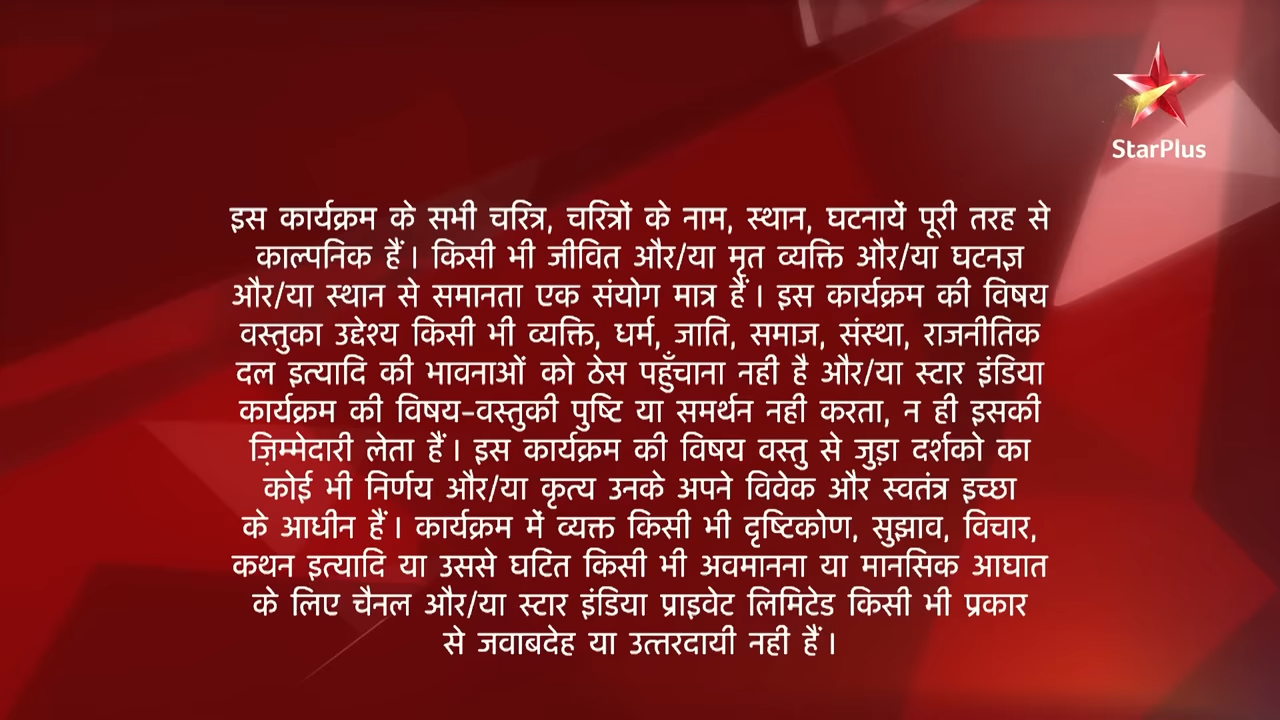 StarPlus
इस कार्यक्रम के सभी चरित्र, चरित्रों के नाम, स्थान, घटनायें पूरी तरह से
काल्पनिक हैं। किसी भी जीवित और/या मृत व्यक्ति और/या घटनज्ञ
और/या स्थान से समानता एक संयोग मात्र हैं। इस कार्यक्रम की विषय
वस्तुका उद्देश्य किसी भी व्यक्ति, धर्म, जाति, समाज, संस्था, राजनीतिक
दल इत्यादि की भावनाओं को ठेस पहुँचाना नही है और/या स्टार इंडिया
कार्यक्रम की विषय-वस्तुकी पुष्टि या समर्थन नही करता, न ही इसकी
ज़िम्मेदारी लेता हैं। इस कार्यक्रम की विषय वस्तु से जुड़ा दर्शको का
कोई भी निर्णय और/या कृत्य उनके अपने विवेक और स्वतंत्र इच्छा
के आधीन हैं। कार्यक्रम में व्यक्त किसी भी दृष्टिकोण, सुझाव, विचार,
कथन इत्यादि या उससे घटित किसी भी अवमानना या मानसिक आघात
के लिए चैनल और/या स्टार इंडिया प्राइवेट लिमिटेड किसी भी प्रकार
से जवाबदेह या उत्तरदायी नही हैं।